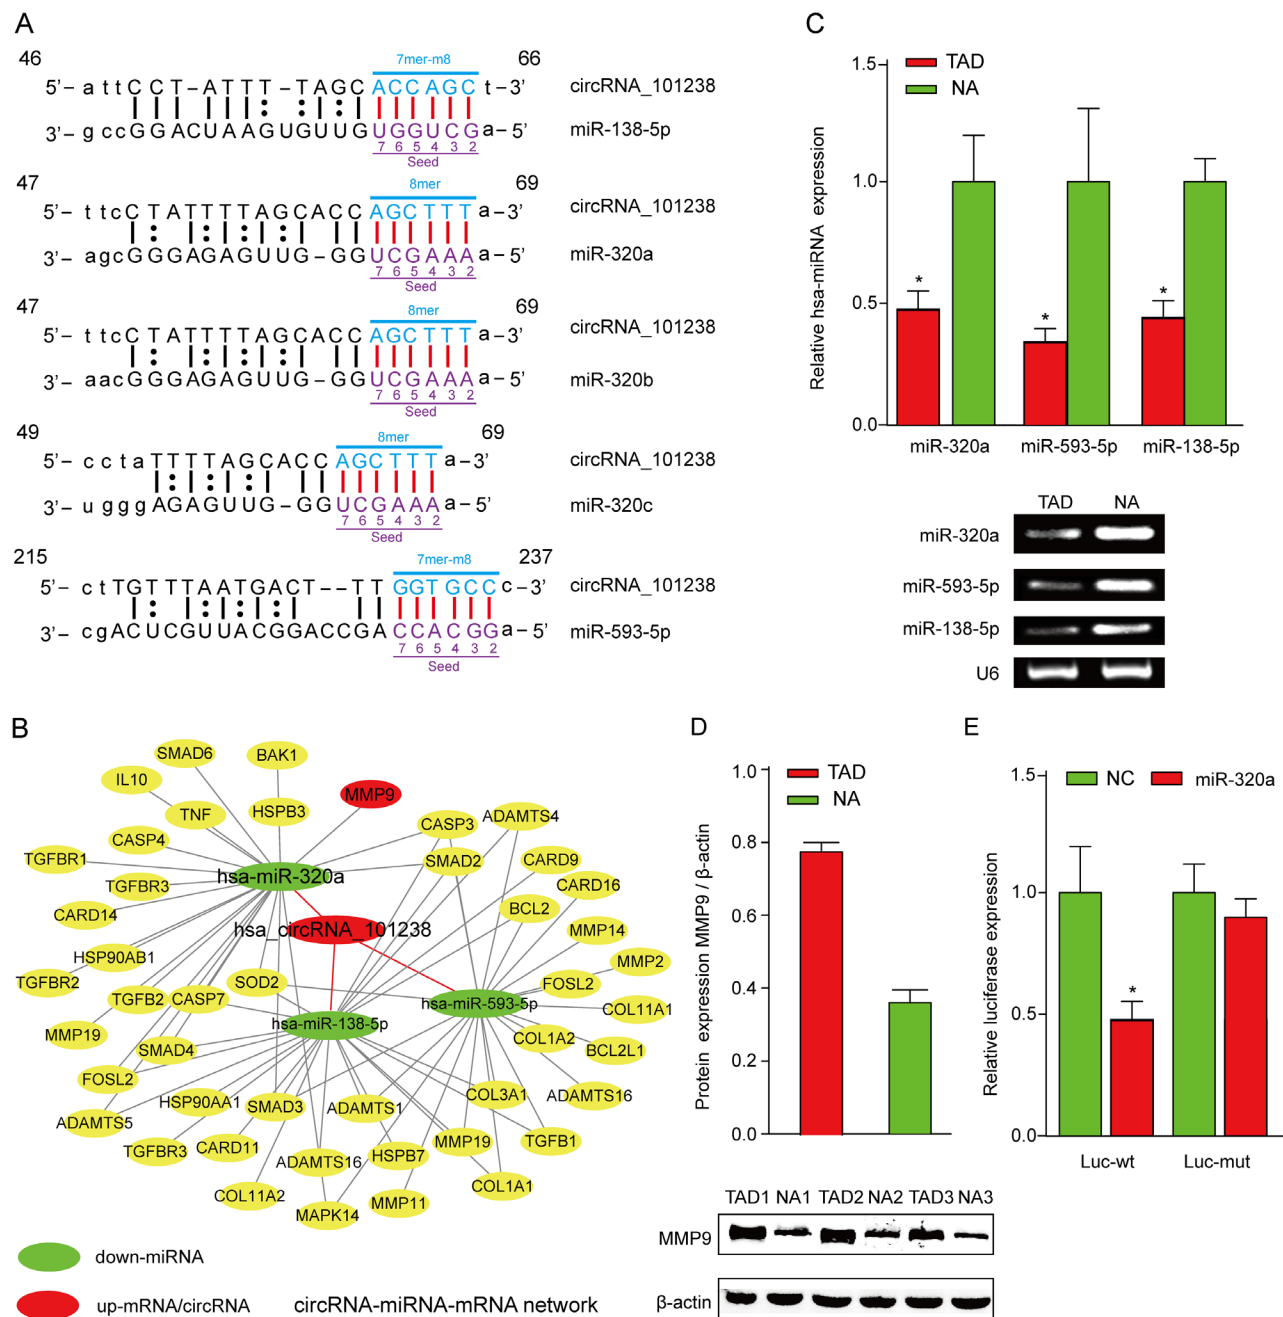 A
46 7mer-m8 66
5’– a t t C C T – A T T T – T A G C A C C A G C t – 3’ circRNA_101238
3’– g c c G G A C U A A G U G U U G U G G U C G a – 5’ miR-138-5p
7 6 5 4 3 2
Seed
47 8mer 69
5’– t t c C T A T T T T A G C A C C A G C T T T a – 3’ circRNA_101238
3’– a g c G G G A G A G U U G – G G U C G A A A a – 5’ miR-320a
7 6 5 4 3 2
Seed
47 8mer 69
5’– t t c C T A T T T T A G C A C C A G C T T T a – 3’ circRNA_101238
3’– a a c G G G A G A G U U G – G G U C G A A A a – 5’ miR-320b
7 6 5 4 3 2
Seed
49 8mer 69
5’– c c t a T T T T A G C A C C A G C T T T a – 3’ circRNA_101238
3’– u g g g A G A G U U G – G G U C G A A A a – 5’ miR-320c
7 6 5 4 3 2
Seed
215 7mer-m8 237
5’– c t T G T T T A A T G A C T – – T T G G T G C C c – 3’ circRNA_101238
3’– c g A C U C G U U A C G G A C C G A C C A C G G a – 5’ miR-593-5p
7 6 5 4 3 2
Seed
C
TAD
NA
Relative hsa-miRNA expression
1.5
1.0
0.5
0.0
* * *
miR-320a miR-593-5p miR-138-5p
TAD NA
miR-320a
miR-593-5p
miR-138-5p
U6
B
SMAD6
BAK1
IL10
MMP9
TNF
HSPB3
CASP3
ADAMTS4
CASP4
TGFBR1
SMAD2
CARD9
hsa-miR-320a
TGFBR3
CARD16
CARD14
BCL2
hsa_circRNA_101238
MMP14
HSP90AB1
MMP2
TGFBR2
SOD2
FOSL2
TGFB2
CASP7
hsa-miR-593-5p
COL11A1
hsa-miR-138-5p
MMP19
COL1A2
SMAD4
BCL2L1
FOSL2
COL3A1
ADAMTS16
HSP90AA1
SMAD3
ADAMTS1
ADAMTS5
TGFBR3
CARD11
MMP19
TGFB1
ADAMTS16
HSPB7
COL11A2
COL1A1
MAPK14
MMP11
down-miRNA
up-mRNA/circRNA circRNA-miRNA-mRNA network
D
TAD
NA
Protein expression MMP9 / β-actin
1.0
0.8
0.6
0.4
0.2
0.0
TAD1 NA1 TAD2 NA2 TAD3 NA3
MMP9
β-actin
E
NC miR-320a
Relative luciferase expression
1.5
1.0
0.5
0.0
*
Luc-wt Luc-mut